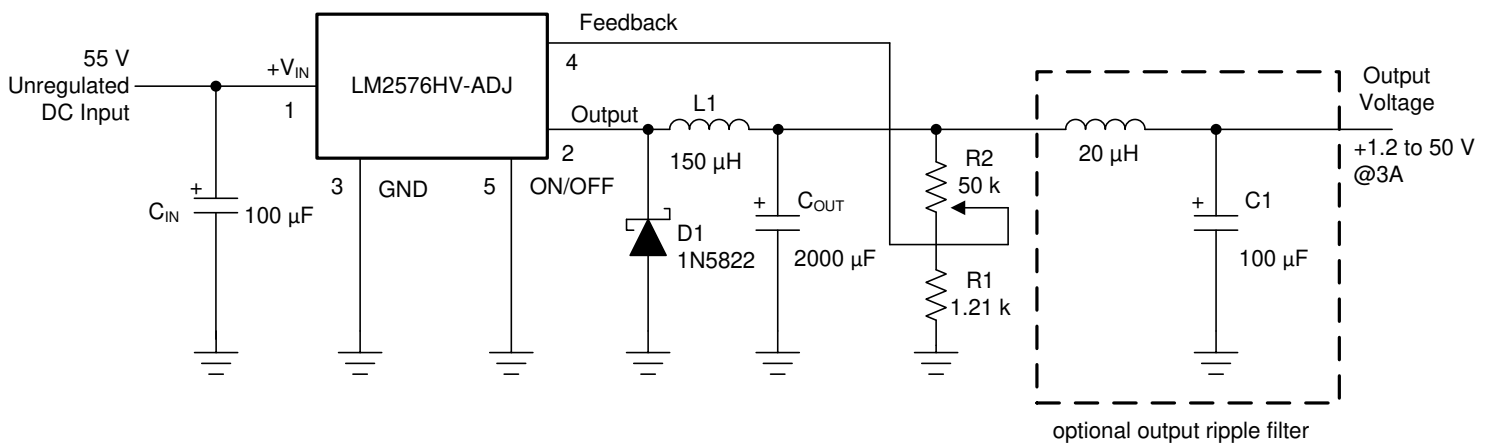 Feedback
55 V
Unregulated
DC Input
+VIN
1
LM2576HV-ADJ
4
Output
2
L1
150 μH
3
GND
5
ON/OFF
+
CIN
100 μF
D1
1N5822
+
COUT
2000 μF
R2
50 k
R1
1.21 k
20 μH
+
C1
100 μF
Output
Voltage
+1.2 to 50 V
@3A
optional output ripple filter